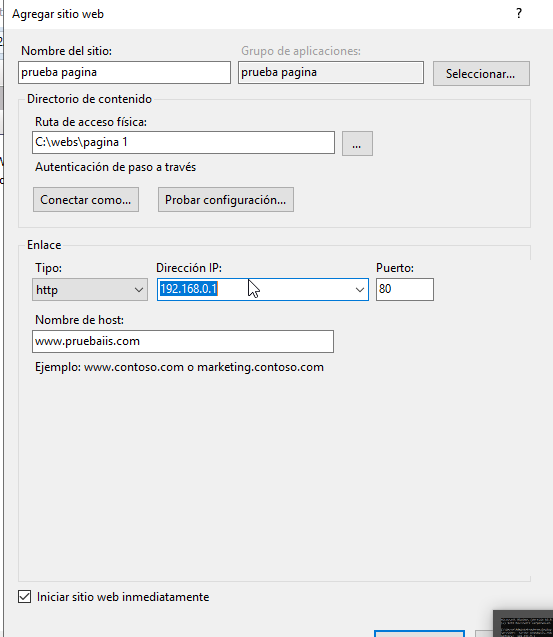 Agregar sitio web ?
Nombre del sitio: Grupo de aplicaciones:
prueba pagina prueba pagina Seleccionar...
Directorio de contenido
Ruta de acceso física:
C:\webs\pagina 1 ...
Autenticación de paso a través
Conectar como... Probar configuración...
Enlace
Tipo: Dirección IP: Puerto:
http 192.168.0.1 80
Nombre de host:
www.pruebaiis.com
Ejemplo: www.contoso.com o marketing.contoso.com
Iniciar sitio web inmediatamente